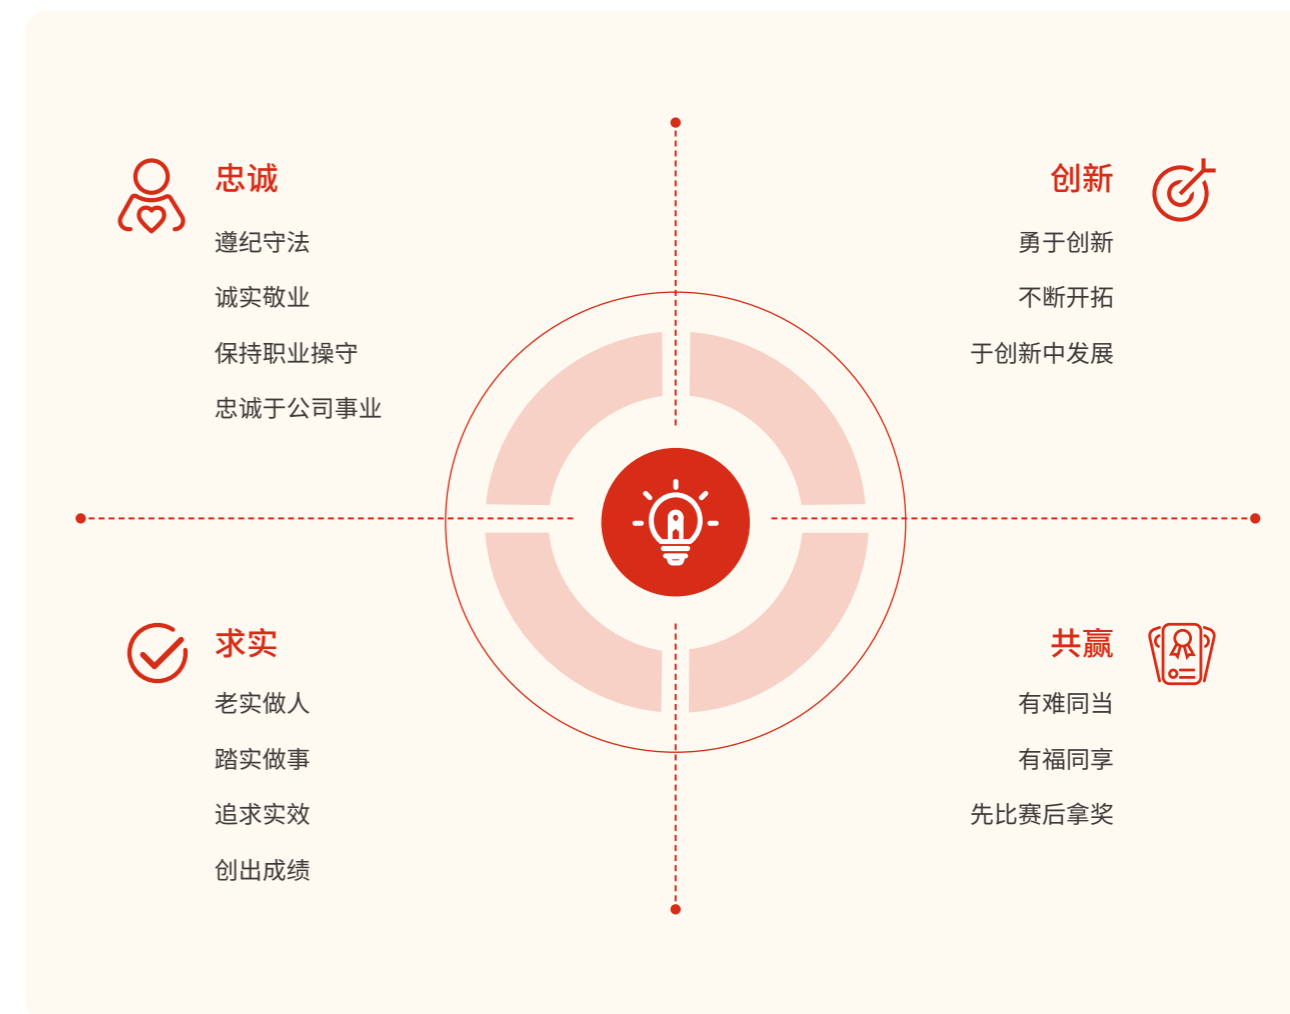 忠诚
遵纪守法
诚实敬业
保持职业操守
忠诚于公司事业
创新
勇于创新
不断开拓
于创新中发展
求实
老实做人
踏实做事
追求实效
创出成绩
共赢
有难同当
有福同享
先比赛后拿奖